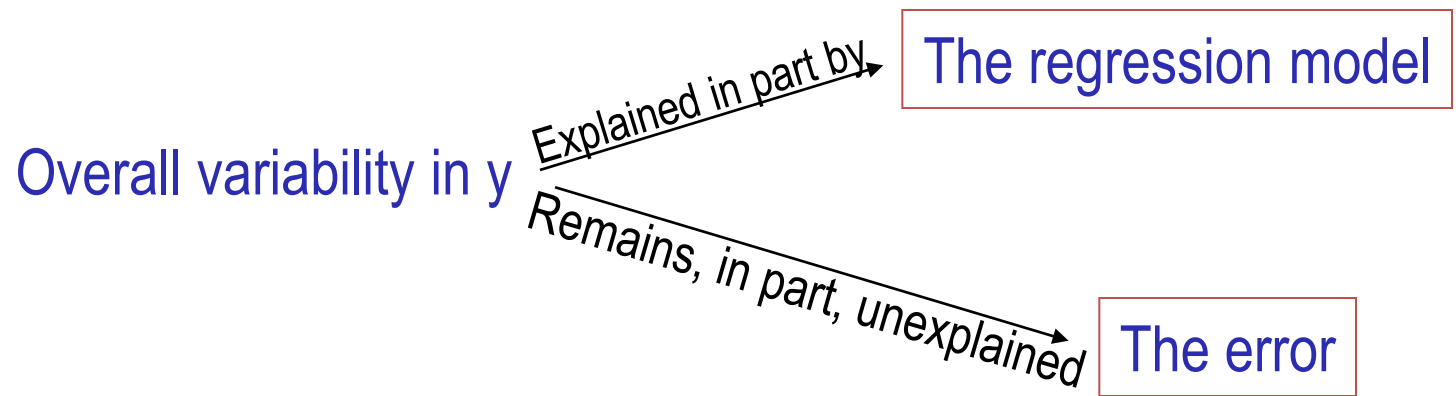 Overall variability in y
Explained in part by
The regression model
Remains, in part, unexplained
The error